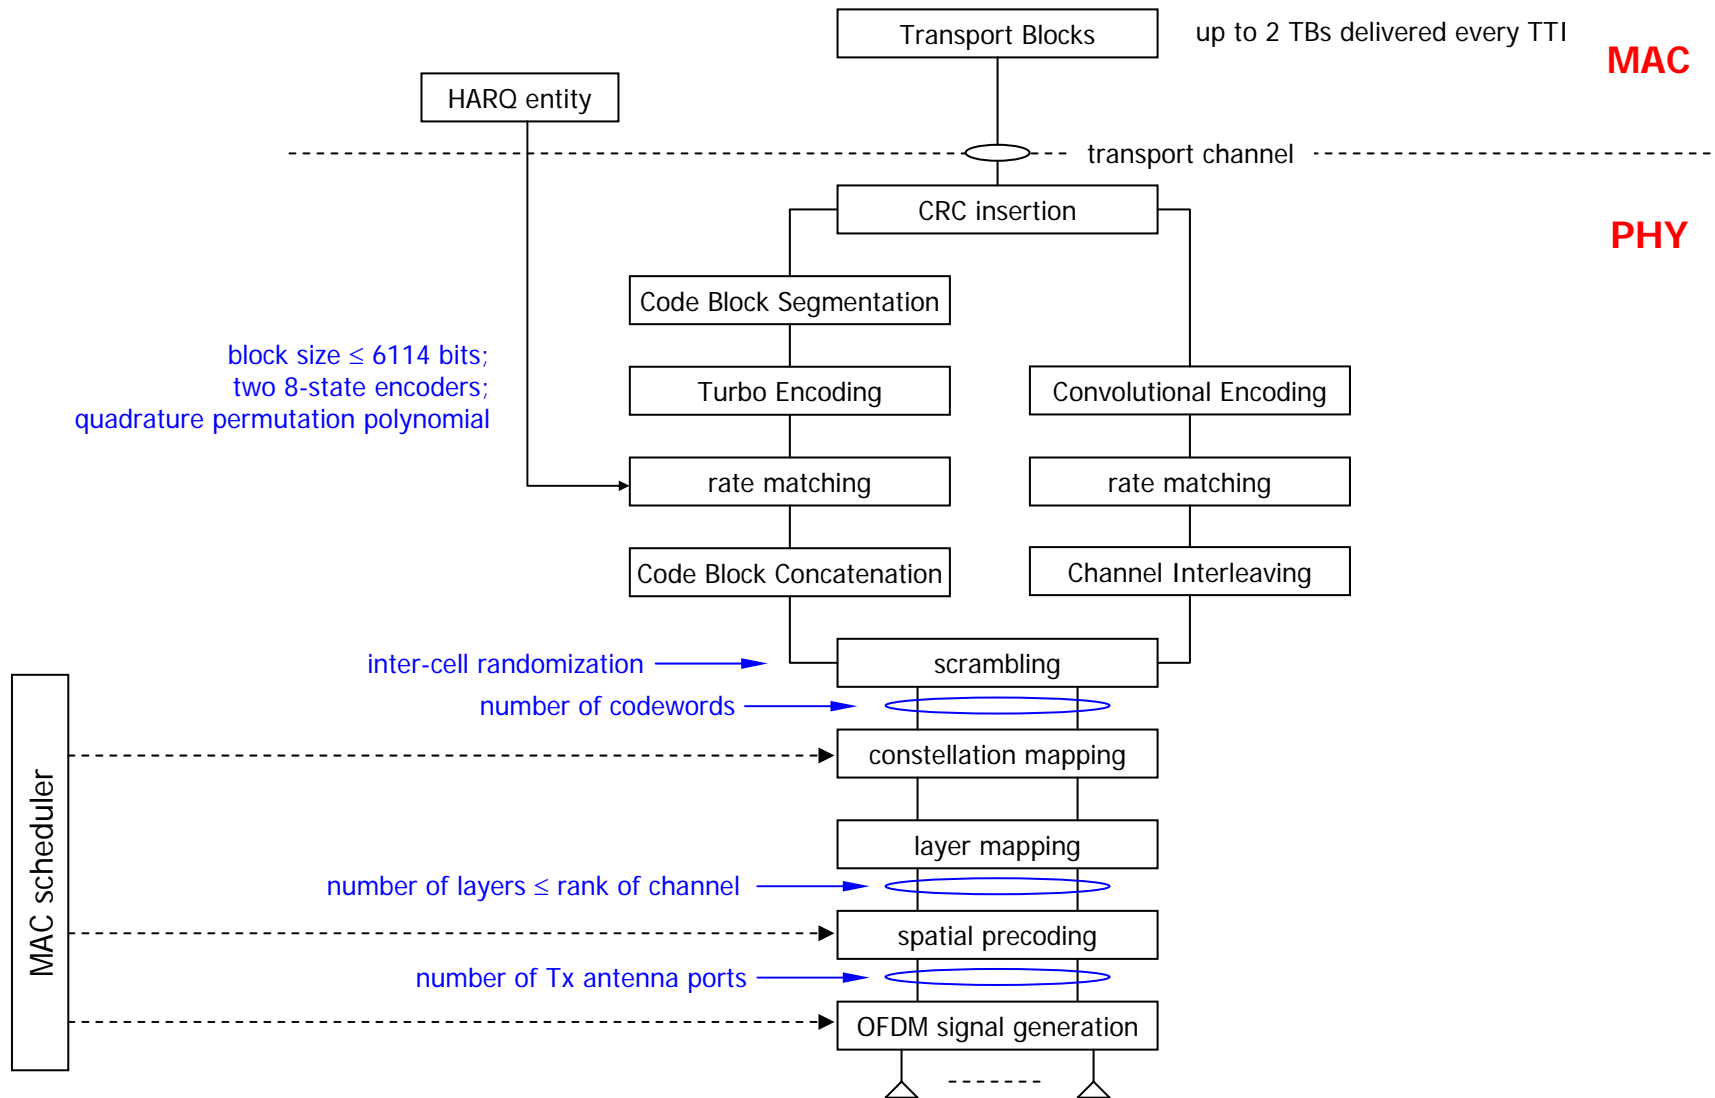 Transport Blocks
up to 2 TBs delivered every TTI
MAC
HARQ entity
transport channel
CRC insertion
PHY
Code Block Segmentation
block size ≤ 6114 bits;
two 8-state encoders;
quadrature permutation polynomial
Turbo Encoding
Convolutional Encoding
rate matching
rate matching
Code Block Concatenation
Channel Interleaving
inter-cell randomization
scrambling
number of codewords
constellation mapping
MAC scheduler
layer mapping
number of layers ≤ rank of channel
spatial precoding
number of Tx antenna ports
OFDM signal generation